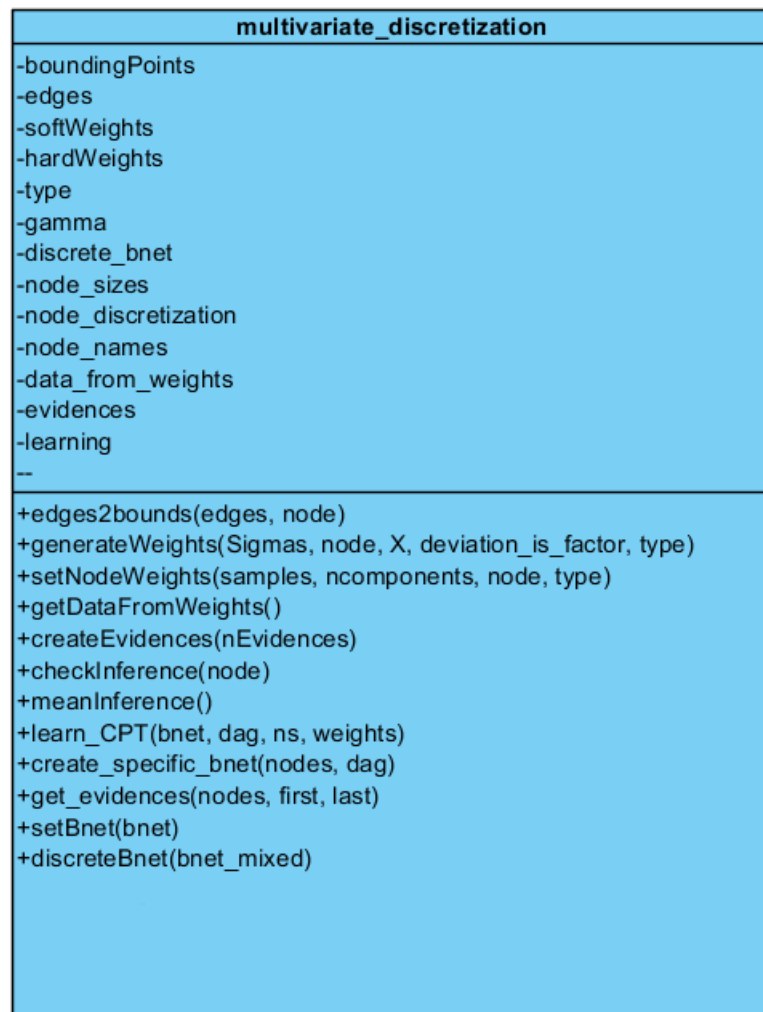 multivariate_discretization
-boundingPoints
-edges
-softWeights
-hardWeights
-type
-gamma
-discrete_bnet
-node_sizes
-node_discretization
-node_names
-data_from_weights
-evidences
-learning
--
+edges2bounds(edges, node)
+generateWeights(Sigmas, node, X, deviation_is_factor, type)
+setNodeWeights(samples, ncomponents, node, type)
+getDataFromWeights()
+createEvidences(nEvidences)
+checkInference(node)
+meanInference()
+learn_CPT(bnet, dag, ns, weights)
+create_specific_bnet(nodes, dag)
+get_evidences(nodes, first, last)
+setBnet(bnet)
+discreteBnet(bnet_mixed)